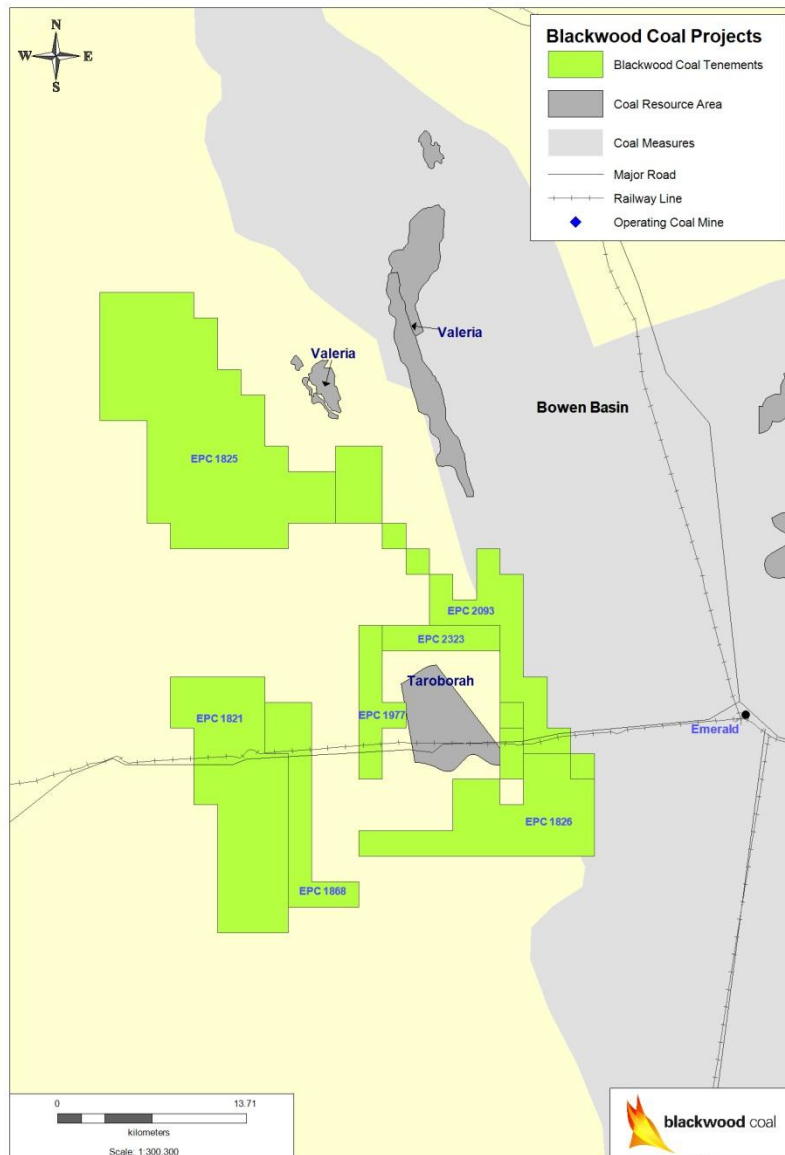 N
W E
S
Blackwood Coal Projects
Blackwood Coal Tenements
Coal Resource Area
Coal Measures
Major Road
Railway Line
Operating Coal Mine
Valeria
Valeria
Bowen Basin
EPC 1825
EPC 2093
EPC 2323
Taroborah
EPC 1821
EPC 1977
Emerald
EPC 1826
EPC 1868
0 13.71
kilometers
Scale: 1:300,300
blackwood coal